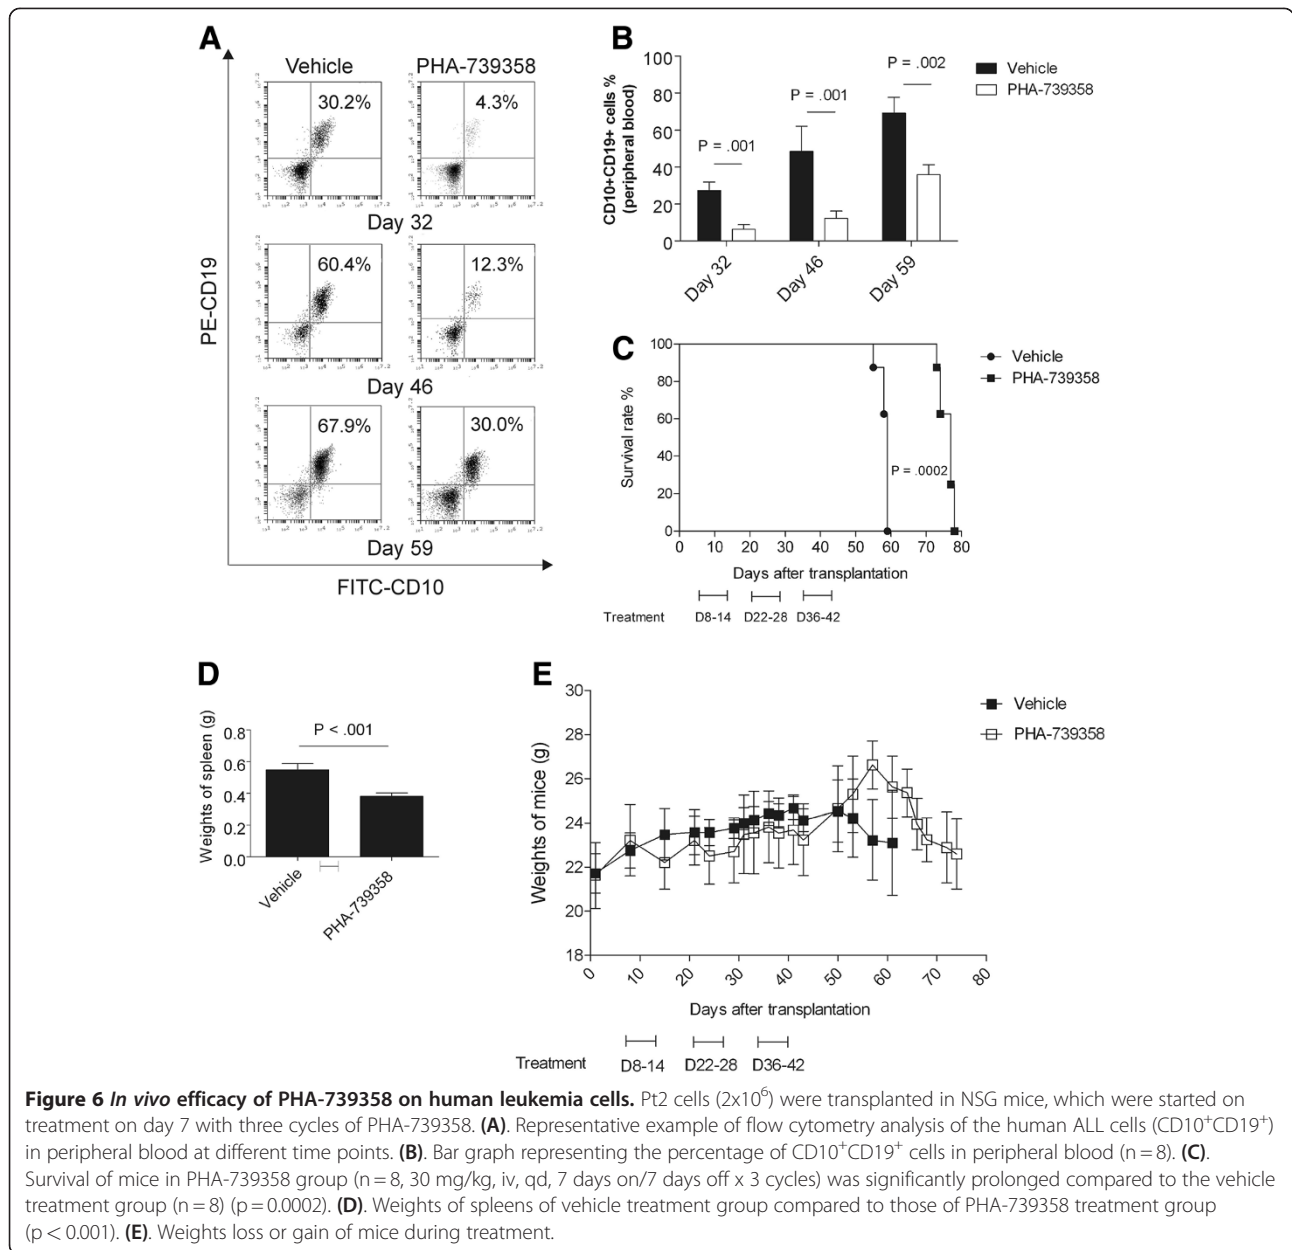 A
Vehicle
PHA-739358
30.2%
4.3%
Day 32
60.4%
12.3%
Day 46
67.9%
30.0%
Day 59
PE-CD19
FITC-CD10
B
CD10+CD19+ cells %
(peripheral blood)
100
80
60
40
20
0
P = .001
P = .001
P = .002
Vehicle
PHA-739358
Day 32
Day 46
Day 59
C
Survival rate %
100
80
60
40
20
0
Vehicle
PHA-739358
P = .0002
0 10 20 30 40 50 60 70 80
Days after transplantation
Treatment D8-14 D22-28 D36-42
D
Weights of spleen (g)
0.8
0.6
0.4
0.2
0.0
P < .001
Vehicle
PHA-739358
E
Weights of mice (g)
30
28
26
24
22
20
18
Vehicle
PHA-739358
0 10 20 30 40 50 60 70 80
Days after transplantation
Treatment D8-14 D22-28 D36-42
Figure 6 In vivo efficacy of PHA-739358 on human leukemia cells. Pt2 cells (2x10⁶) were transplanted in NSG mice, which were started on
treatment on day 7 with three cycles of PHA-739358. (A). Representative example of flow cytometry analysis of the human ALL cells (CD10⁺CD19⁺)
in peripheral blood at different time points. (B). Bar graph representing the percentage of CD10⁺CD19⁺ cells in peripheral blood (n = 8). (C).
Survival of mice in PHA-739358 group (n = 8, 30 mg/kg, iv, qd, 7 days on/7 days off x 3 cycles) was significantly prolonged compared to the vehicle
treatment group (n = 8) (p = 0.0002). (D). Weights of spleens of vehicle treatment group compared to those of PHA-739358 treatment group
(p < 0.001). (E). Weights loss or gain of mice during treatment.